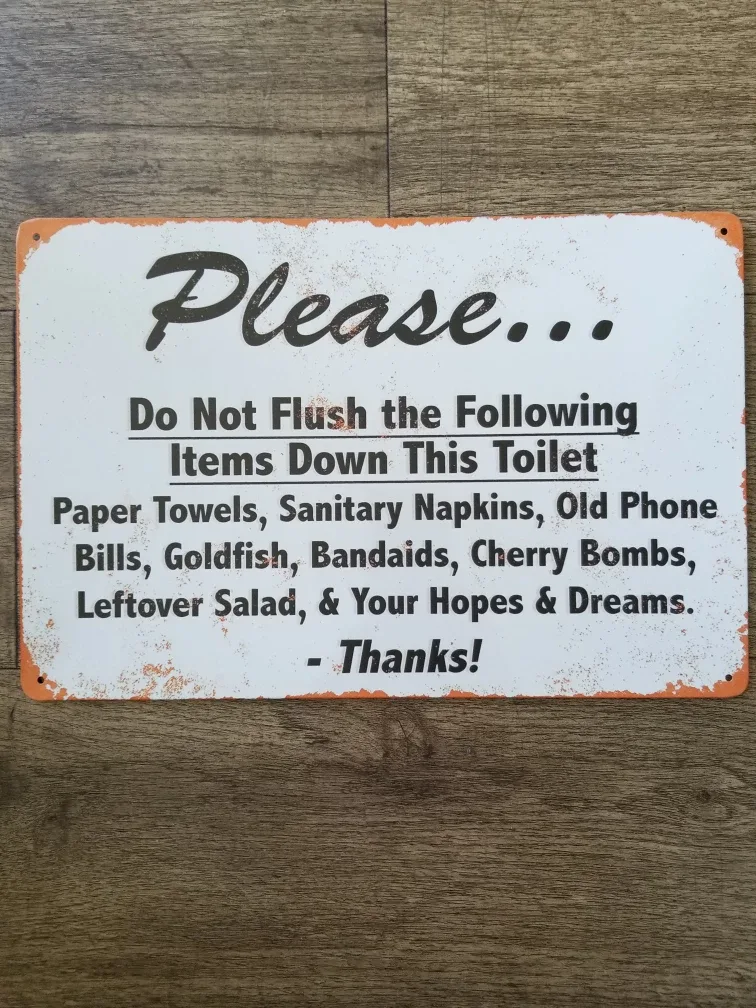 Please...
Do Not Flush the Following
Items Down This Toilet
Paper Towels, Sanitary Napkins, Old Phone
Bills, Goldfish, Bandaids, Cherry Bombs,
Leftover Salad, & Your Hopes & Dreams.
- Thanks!